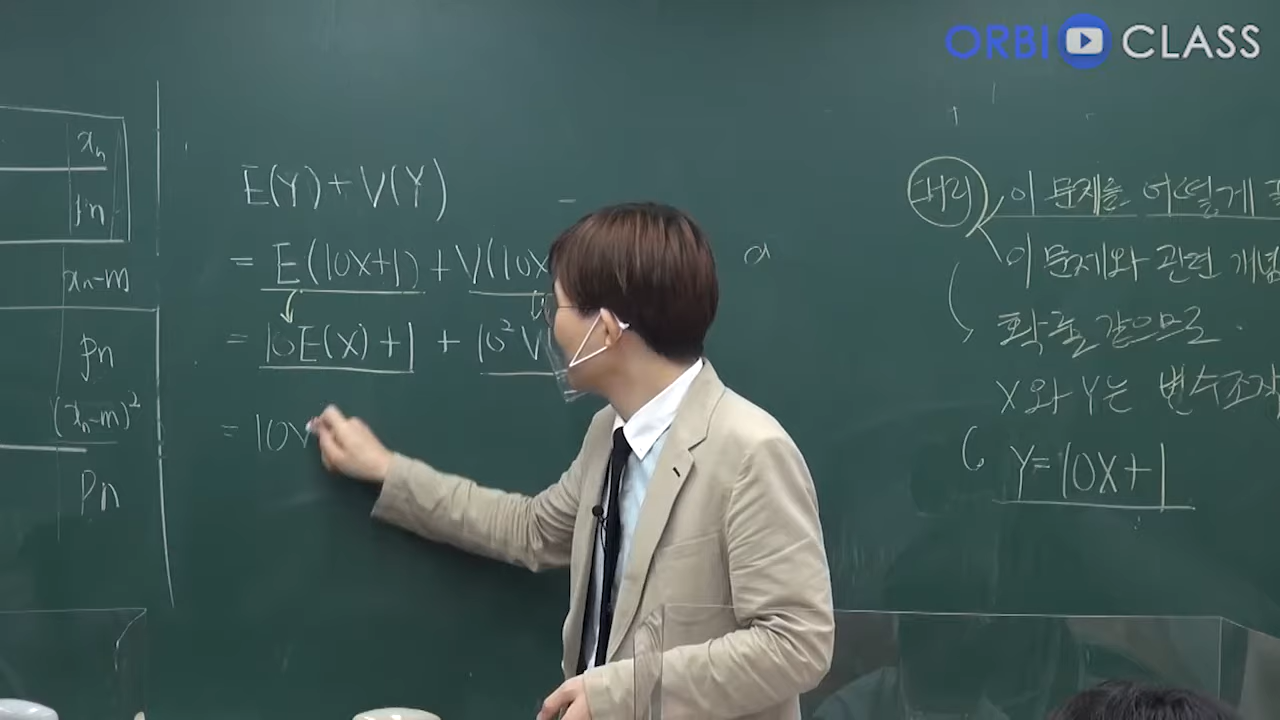 ORBI CLASS
xn
pn
xn-m
pn
(xn-m)²
pn
E(Y)+V(Y)
= E(10X+1)+V(10X
= 10E(X)+1 + 10²V
= 10×
a
대리 이 문제를 어떻게
이 문제와 관련 개념
확률 같으므로.
X와 Y는 변수조작
Y=10X+1